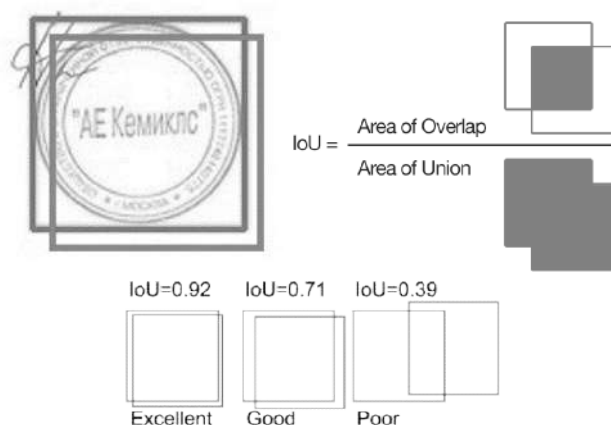 "АЕ Кемиклс"
МОСКВА
IoU =
Area of Overlap
Area of Union
IoU=0.92 IoU=0.71 IoU=0.39
Excellent Good Poor